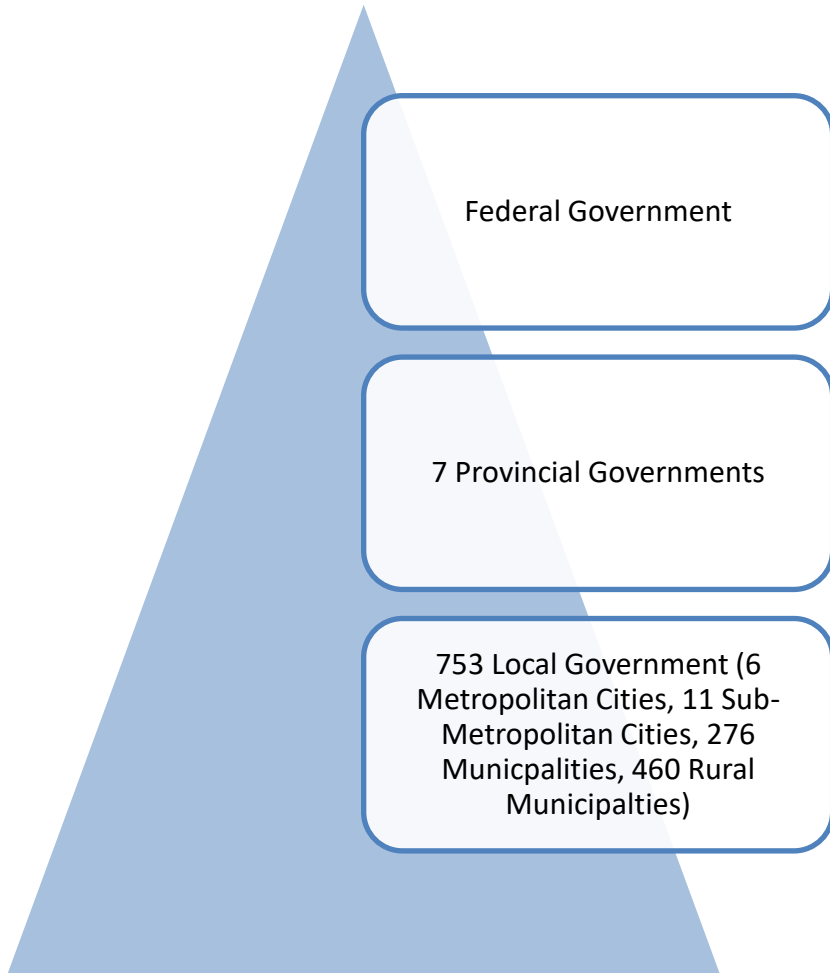 Federal Government
7 Provincial Governments
753 Local Government (6
Metropolitan Cities, 11 Sub-
Metropolitan Cities, 276
Municpalities, 460 Rural
Municipalties)